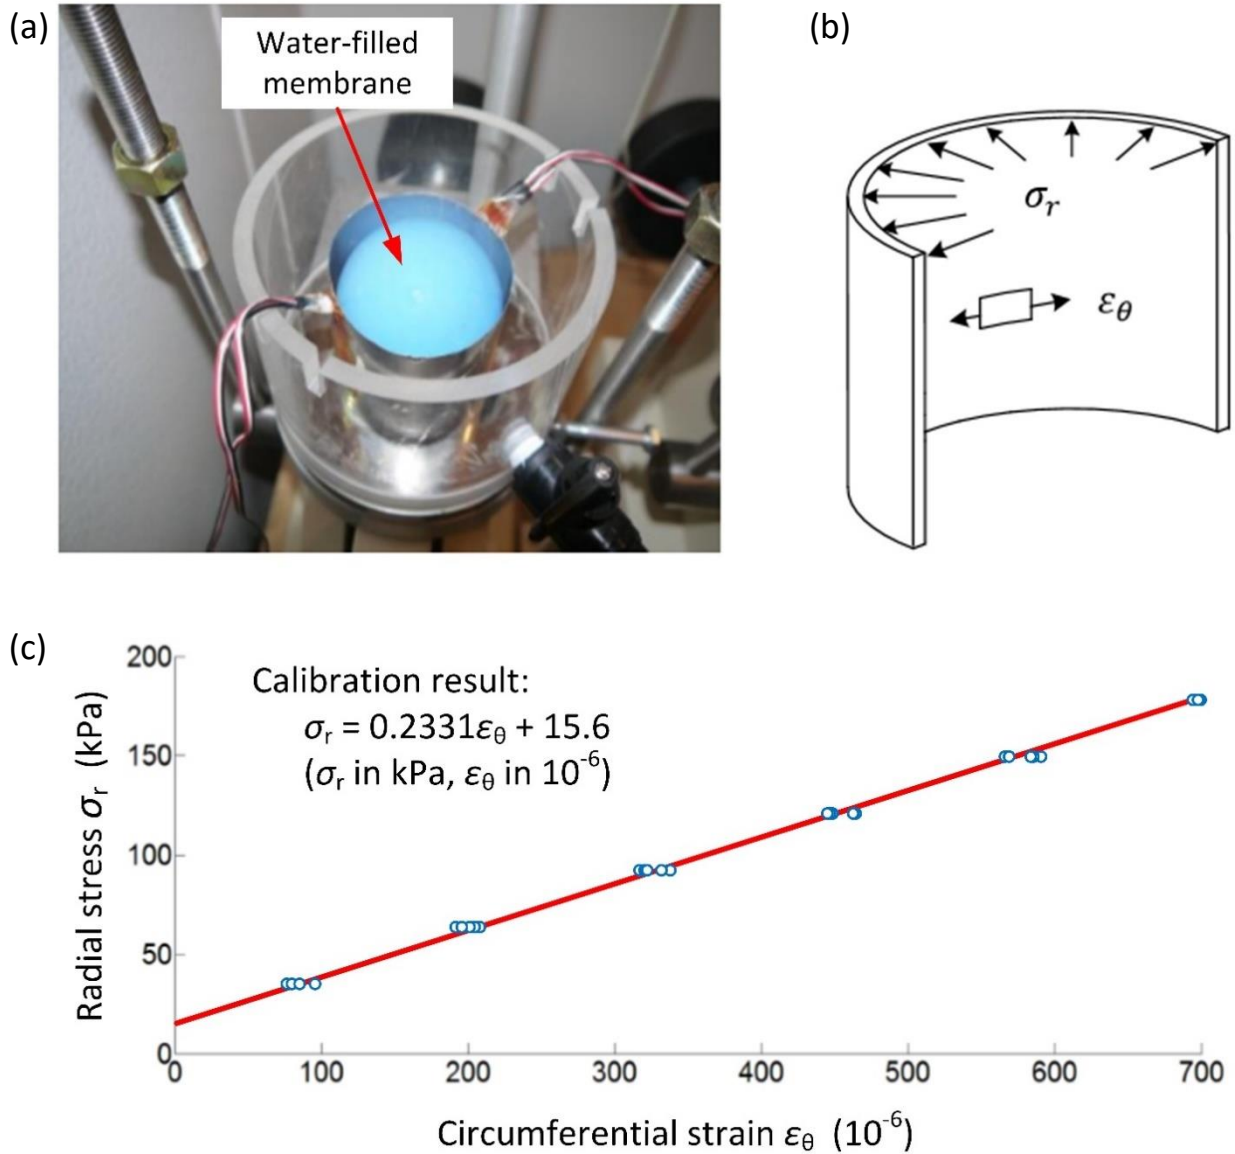 (a)
Water-filled
membrane
(b)
σr
εθ
(c)
Radial stress σr (kPa)
200
150
100
50
0
Calibration result:
σr = 0.2331εθ + 15.6
(σr in kPa, εθ in 10⁻⁶)
0 100 200 300 400 500 600 700
Circumferential strain εθ (10⁻⁶)